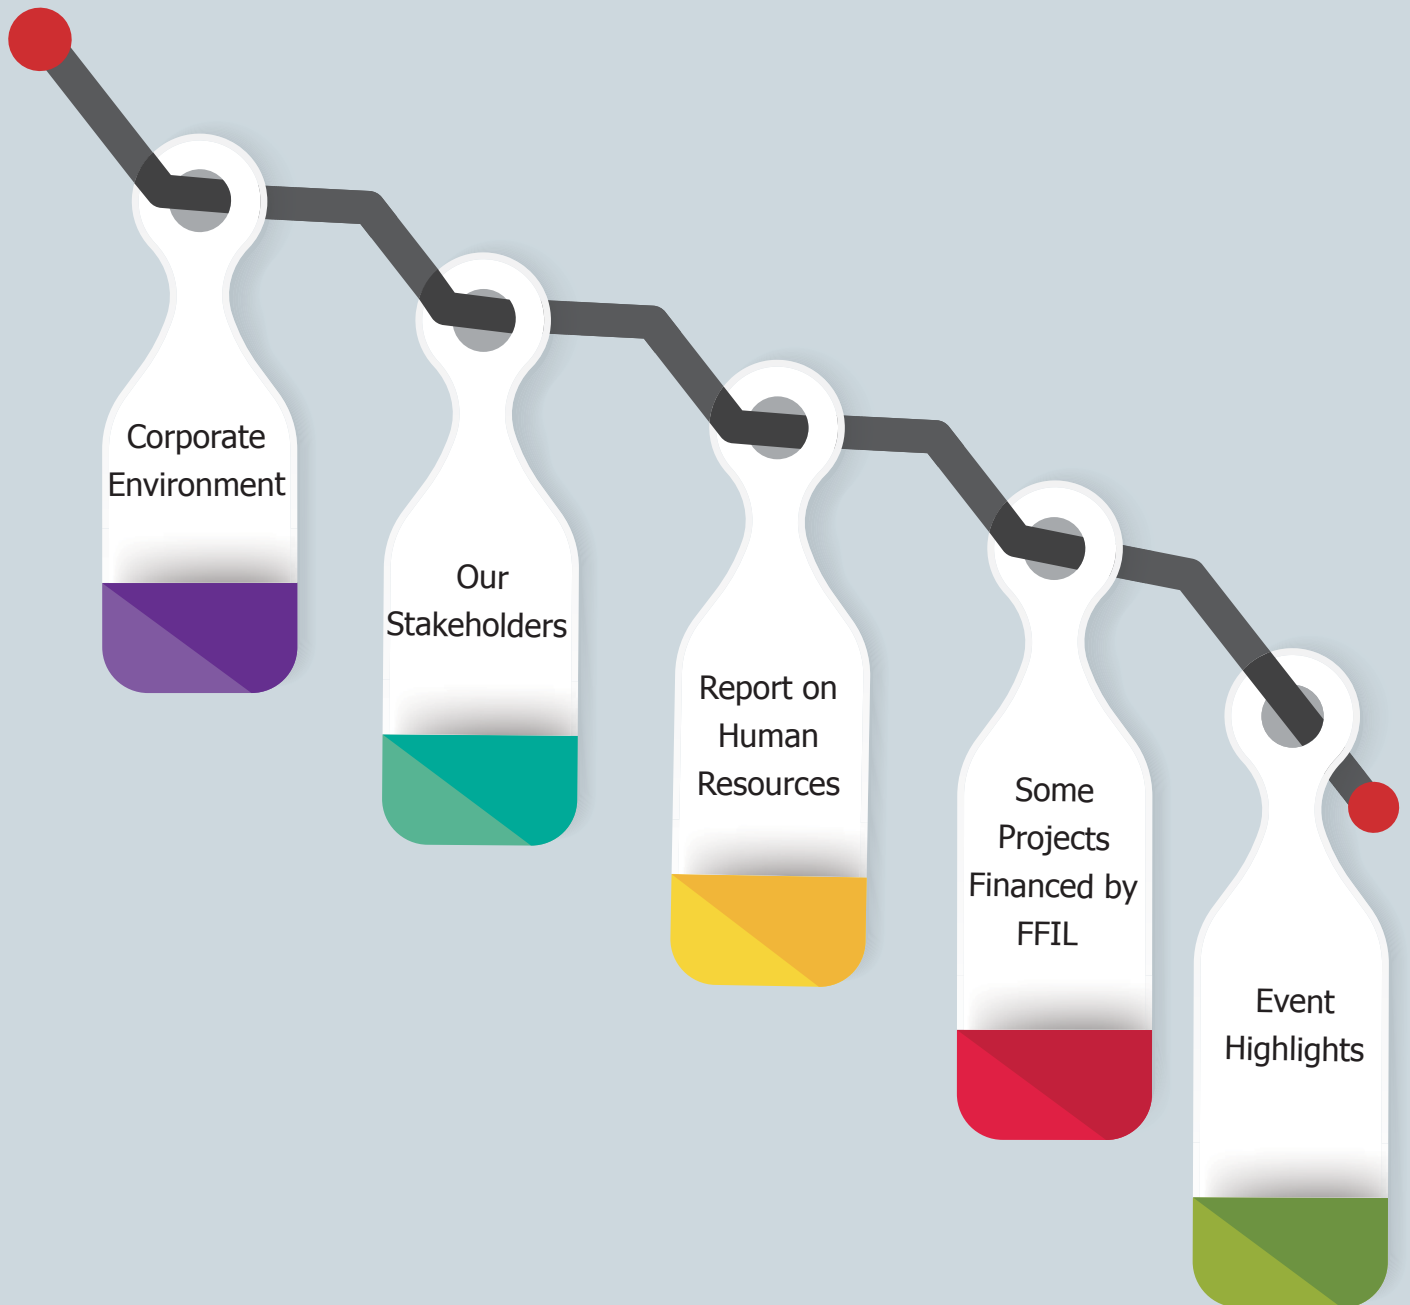 Corporate
Environment
Our
Stakeholders
Report on
Human
Resources
Some
Projects
Financed by
FFIL
Event
Highlights